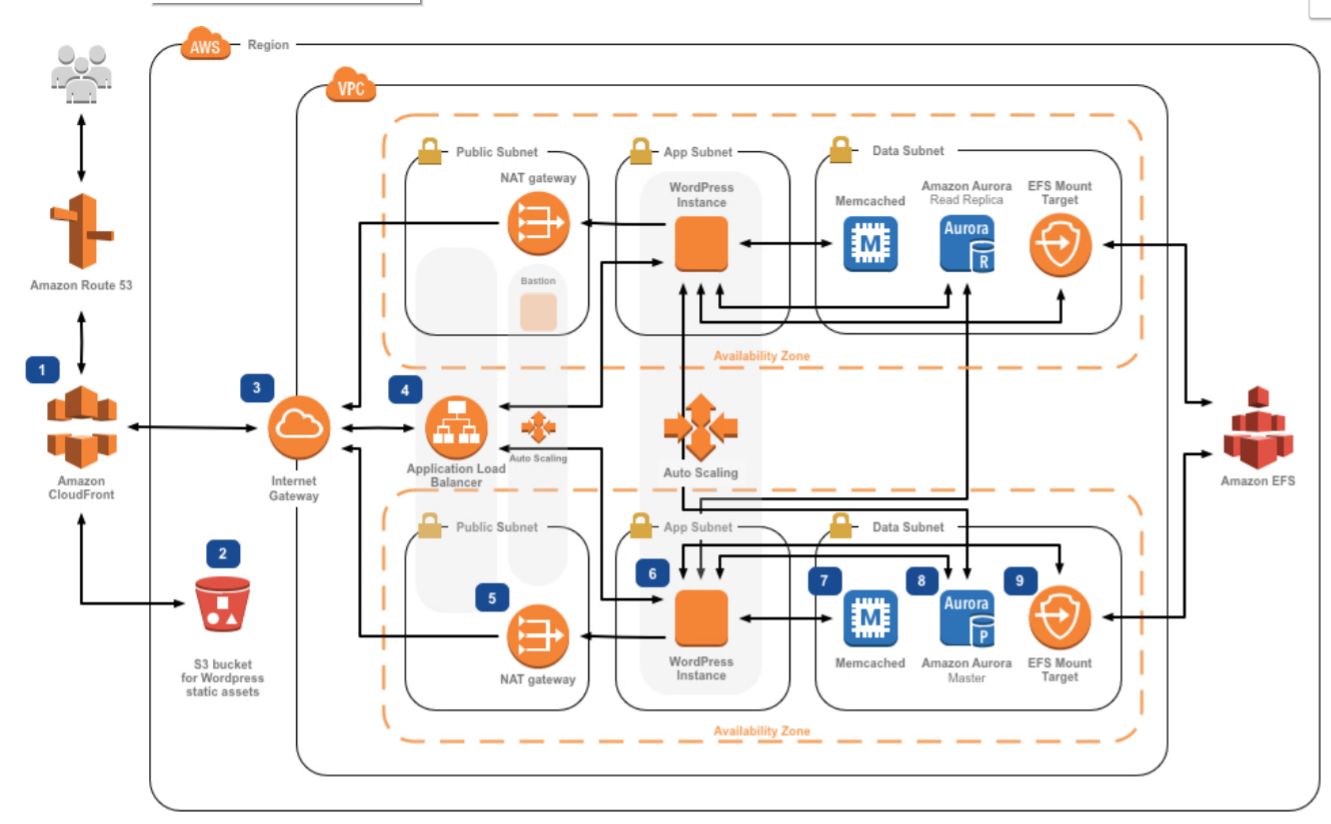 AWS
Region
VPC
Public Subnet
App Subnet
Data Subnet
NAT gateway
WordPress
Instance
Memcached
M
Amazon Aurora
Read Replica
Aurora
R
EFS Mount
Target
Bastion
Amazon Route 53
Availability Zone
1
3
4
Amazon
CloudFront
Internet
Gateway
Application Load
Balancer
Auto Scaling
Auto Scaling
Amazon EFS
Public Subnet
App Subnet
Data Subnet
2
5
6
7
8
9
M
Aurora
P
S3 bucket
for Wordpress
static assets
NAT gateway
WordPress
Instance
Memcached
Amazon Aurora
Master
EFS Mount
Target
Availability Zone